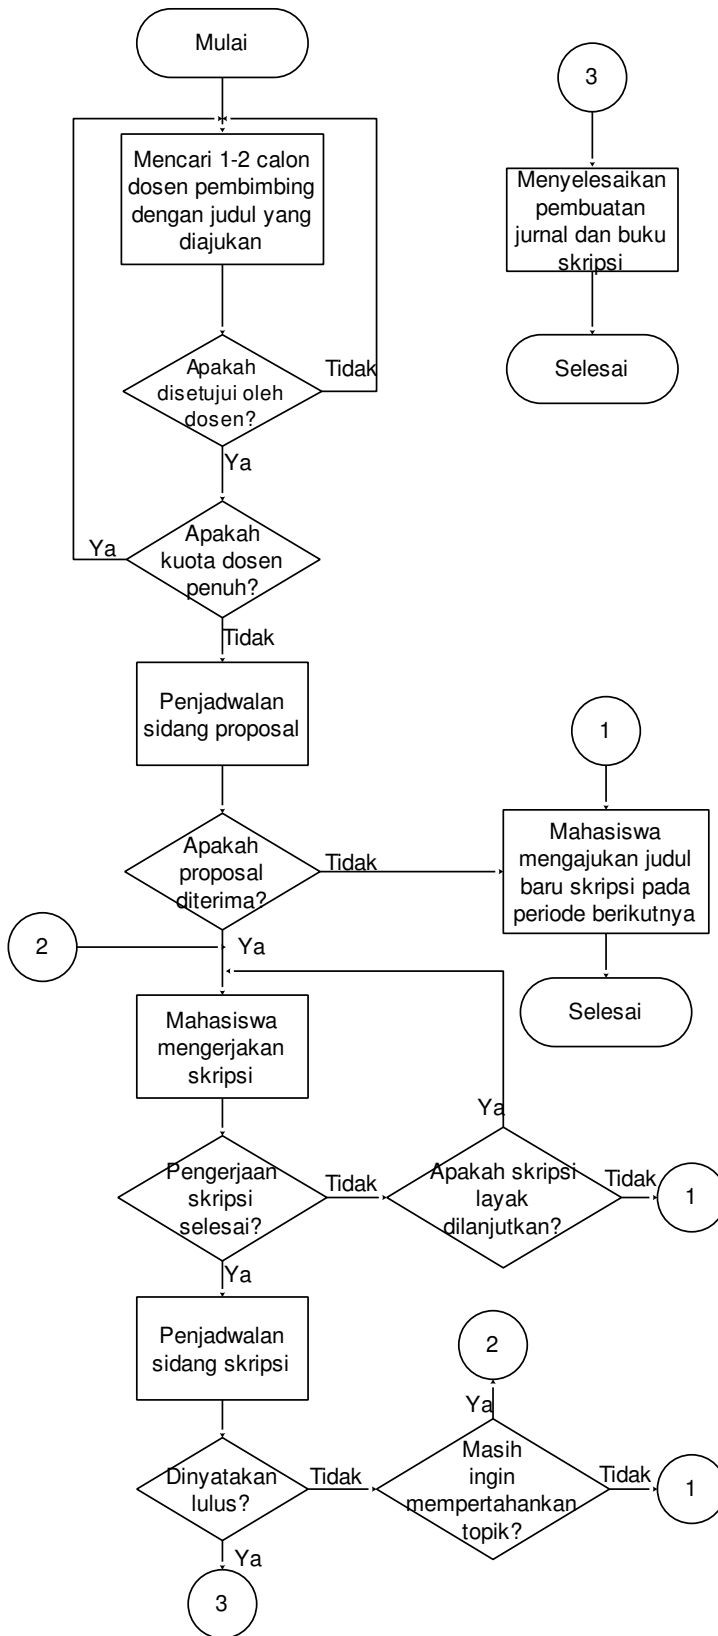 Mulai
3
Mencari 1-2 calon
dosen pembimbing
dengan judul yang
diajukan
Menyelesaikan
pembuatan
jurnal dan buku
skripsi
Apakah
disetujui oleh
dosen?
Tidak
Selesai
Ya
Apakah
kuota dosen
penuh?
Ya
Tidak
Penjadwalan
sidang proposal
1
Apakah
proposal
diterima?
Tidak
Mahasiswa
mengajukan judul
baru skripsi pada
periode berikutnya
2
Ya
Selesai
Mahasiswa
mengerjakan
skripsi
Ya
Pengerjaan
skripsi
selesai?
Tidak
Apakah skripsi
layak
dilanjutkan?
Tidak
1
Ya
Penjadwalan
sidang skripsi
2
Ya
Dinyatakan
lulus?
Tidak
Masih
ingin
mempertahankan
topik?
Tidak
1
Ya
3